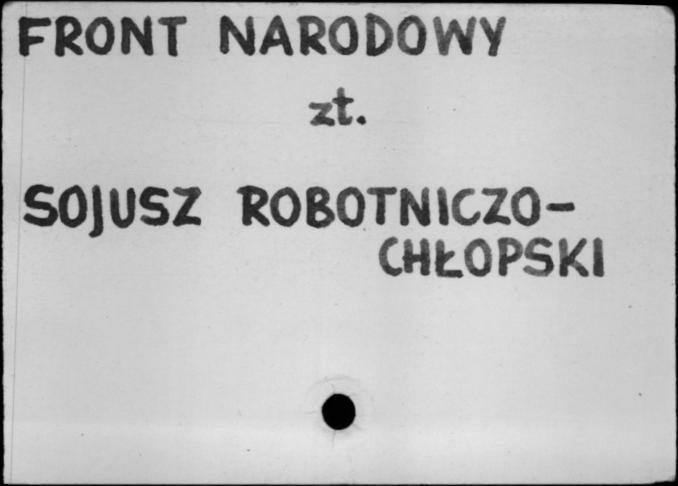 FRONT NARODOWY
zt.
SOJUSZ ROBOTNICZO-
CHŁOPSKI